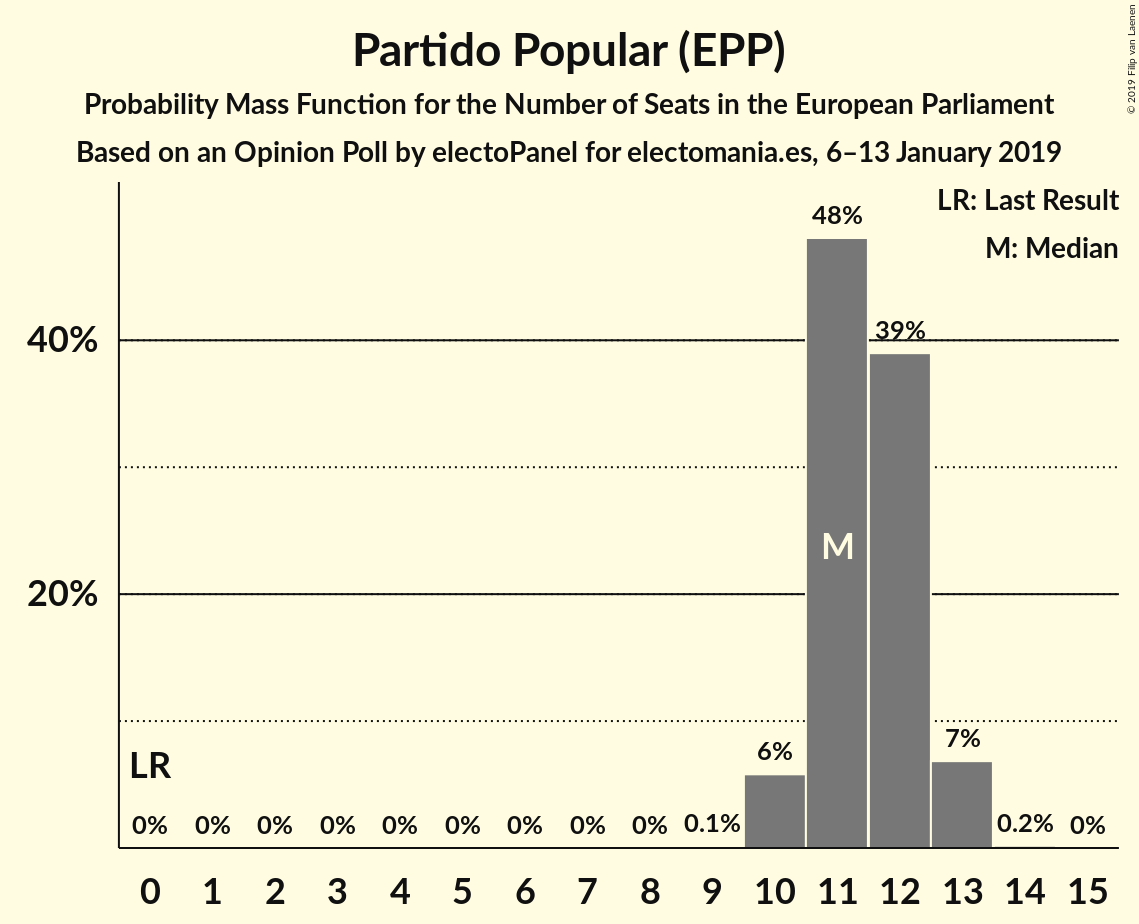 Partido Popular (EPP)
Probability Mass Function for the Number of Seats in the European Parliament
Based on an Opinion Poll by electoPanel for electomania.es, 6–13 January 2019
© 2019 Filip van Laenen
LR: Last Result
M: Median
48%
39%
40%
M
20%
7%
6%
LR
0% 0% 0% 0% 0% 0% 0% 0% 0% 0.1% 0.2% 0%
0 1 2 3 4 5 6 7 8 9 10 11 12 13 14 15